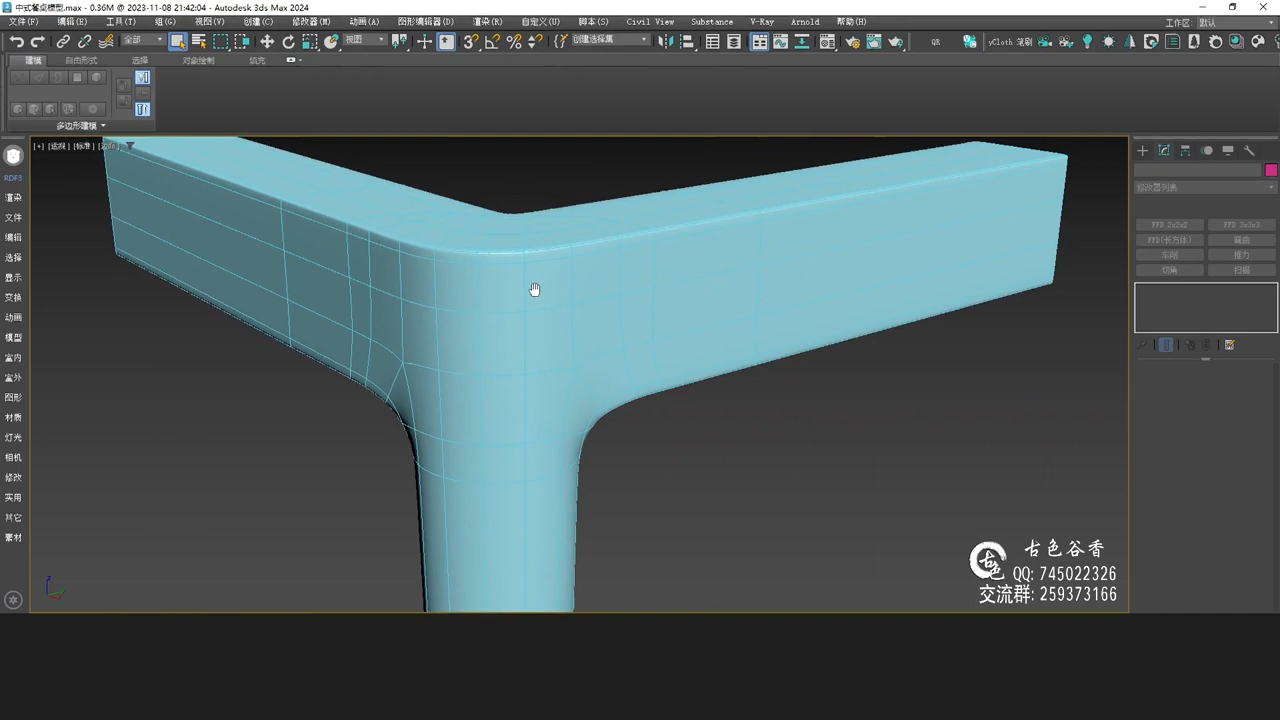 中式餐桌模型.max - 0.36M @ 2023-11-08 21:42:04 - Autodesk 3ds Max 2024
文件(F) 编辑(E) 工具(T) 组(G) 视图(V) 创建(C) 修改器(M) 动画(A) 图形编辑器(D) 渲染(R) 自定义(U) 脚本(S) Civil View Substance V-Ray Arnold 帮助(H) 工作区: 默认
全部 视图 创建选择集 QR yCloth 笔刷
建模 自由形式 选择 对象绘制 填充
多边形建模
[+] [透视] [标准]
RDF3
渲染
文件
编辑
选择
显示
变换
动画
模型
室内
室外
图形
材质
灯光
相机
修改
实用
其它
素材
修改器列表
FFD 2x2x2 FFD 3x3x3
FFD(长方体) 弯曲
车削 推力
切角 扫描
古色谷香
古色
QQ: 745022326
交流群: 259373166